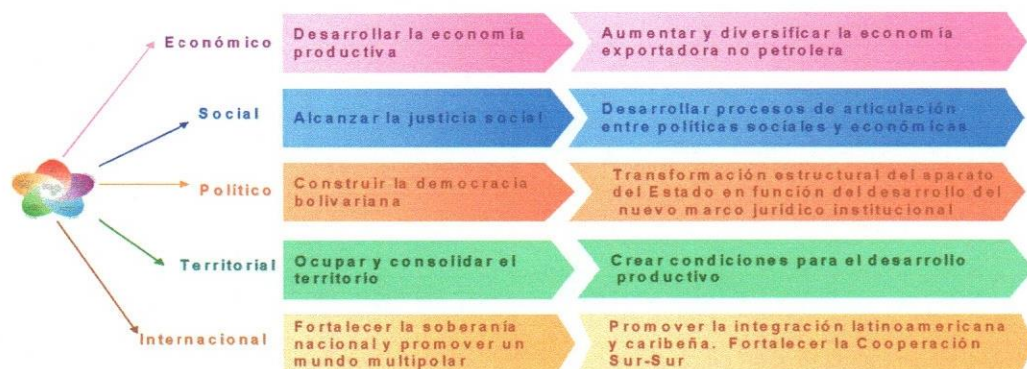 Económico
Desarrollar la economía
productiva
Aumentar y diversificar la economía
exportadora no petrolera
Social
Alcanzar la justicia social
Desarrollar procesos de articulación
entre políticas sociales y económicas
Político
Construir la democracia
bolivariana
Transformación estructural del aparato
del Estado en función del desarrollo del
nuevo marco jurídico institucional
Territorial
Ocupar y consolidar el
territorio
Crear condiciones para el desarrollo
productivo
Internacional
Fortalecer la soberanía
nacional y promover un
mundo multipolar
Promover la integración latinoamericana
y caribeña. Fortalecer la Cooperación
Sur-Sur